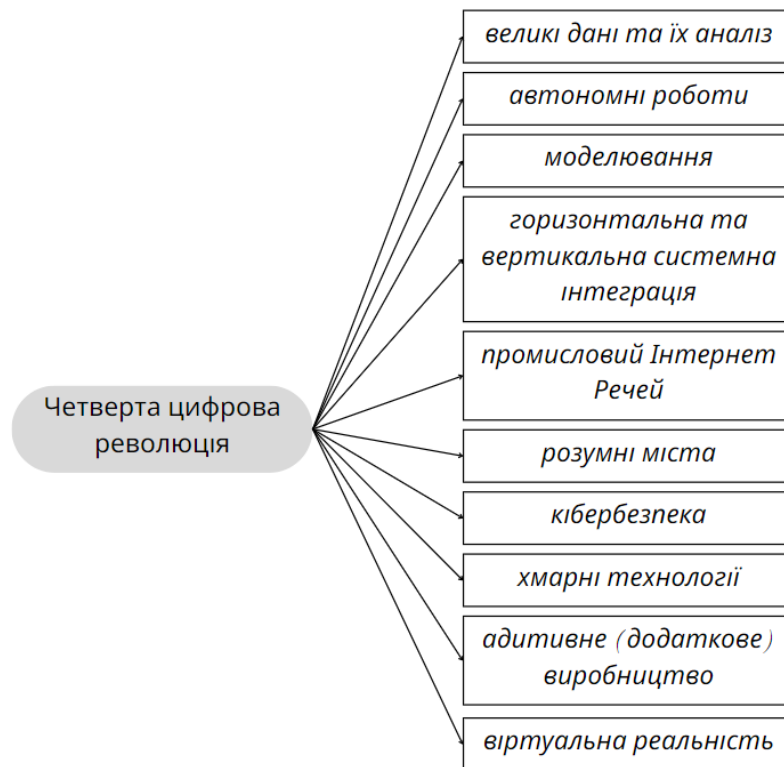 великі дані та їх аналіз
автономні роботи
моделювання
горизонтальна та
вертикальна системна
інтеграція
промисловий Інтернет
Речей
Четверта цифрова
революція
розумні міста
кібербезпека
хмарні технології
адитивне (додаткове)
виробництво
віртуальна реальність